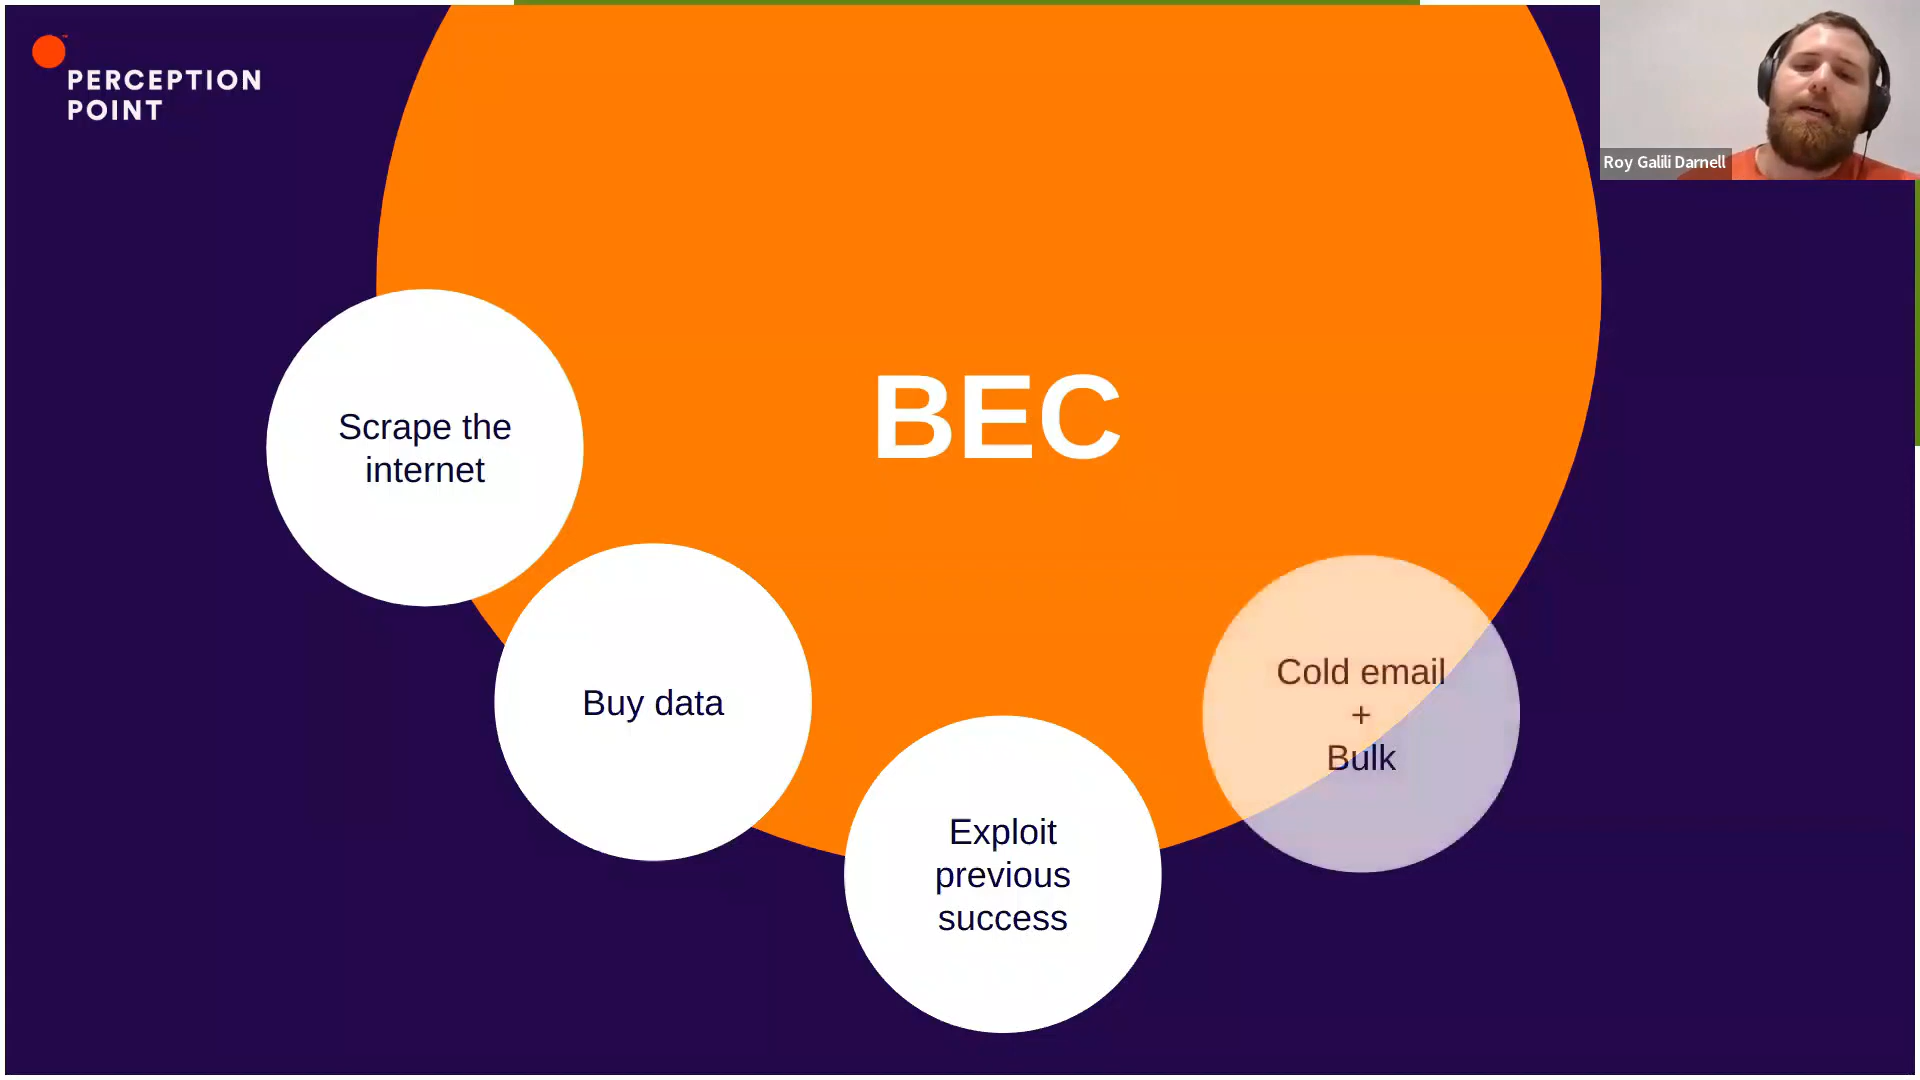 PERCEPTION
POINT
Roy Galili Darnell
BEC
Scrape the
internet
Buy data
Exploit
previous
success
Cold email
+
Bulk